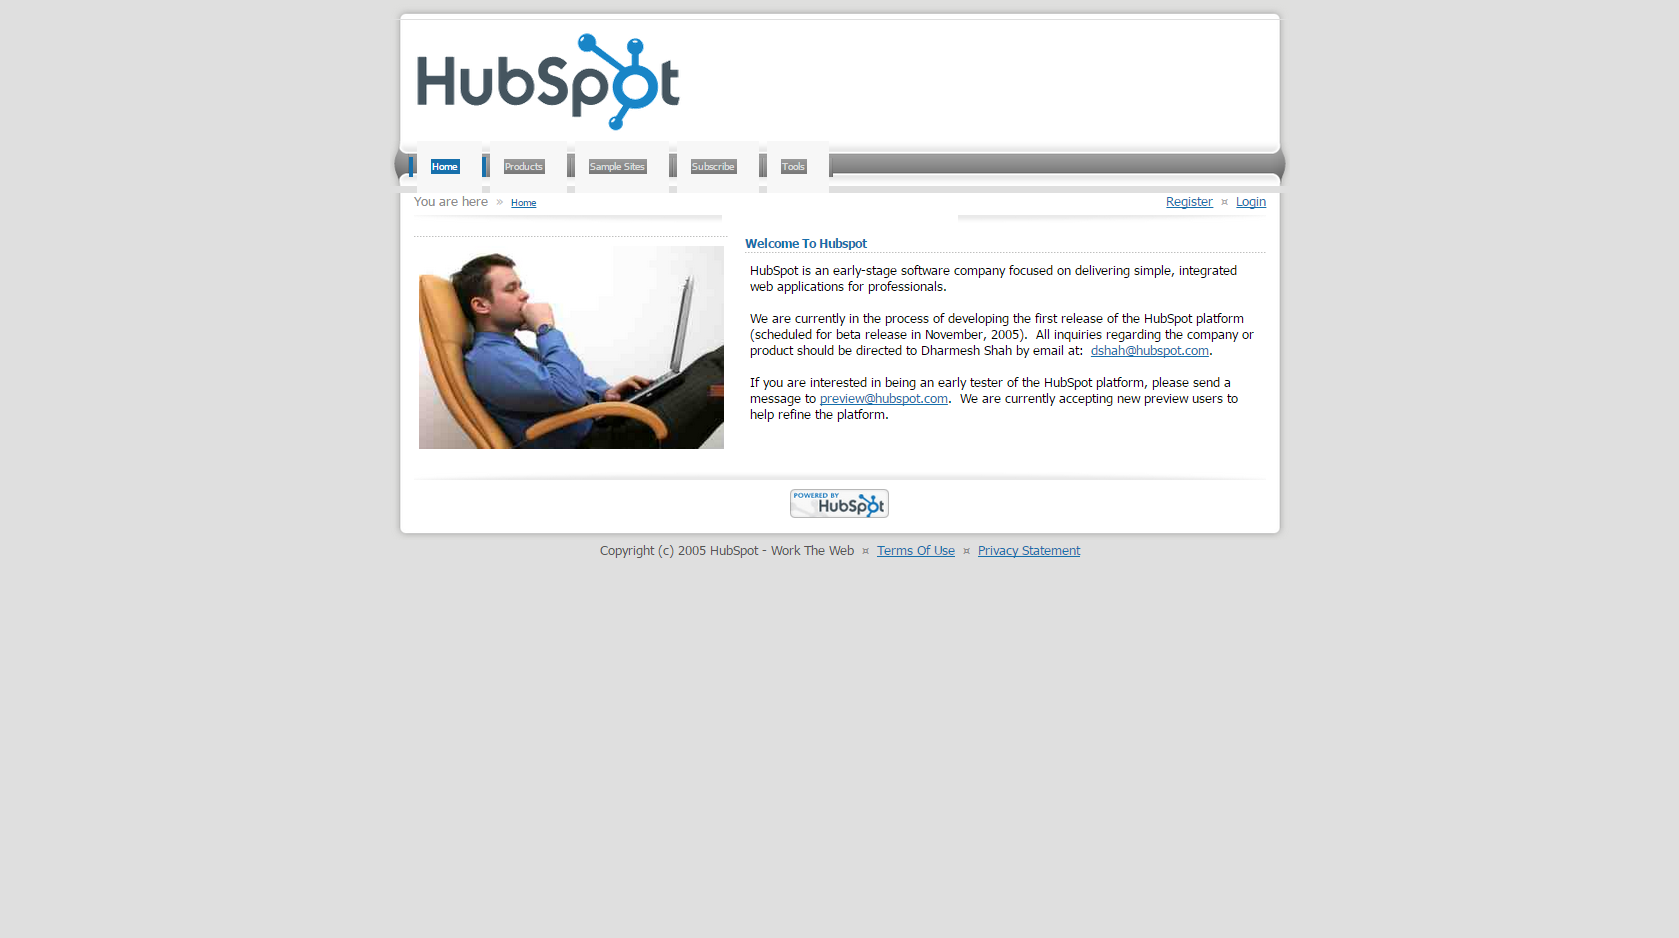 HubSpot
Home Products Sample Sites Subscribe Tools
You are here » Home Register ¤ Login
Welcome To Hubspot
HubSpot is an early-stage software company focused on delivering simple, integrated
web applications for professionals.
We are currently in the process of developing the first release of the HubSpot platform
(scheduled for beta release in November, 2005).  All inquiries regarding the company or
product should be directed to Dharmesh Shah by email at:  dshah@hubspot.com.
If you are interested in being an early tester of the HubSpot platform, please send a
message to preview@hubspot.com.  We are currently accepting new preview users to
help refine the platform.
POWERED BY
HubSpot
Copyright (c) 2005 HubSpot - Work The Web ¤ Terms Of Use ¤ Privacy Statement